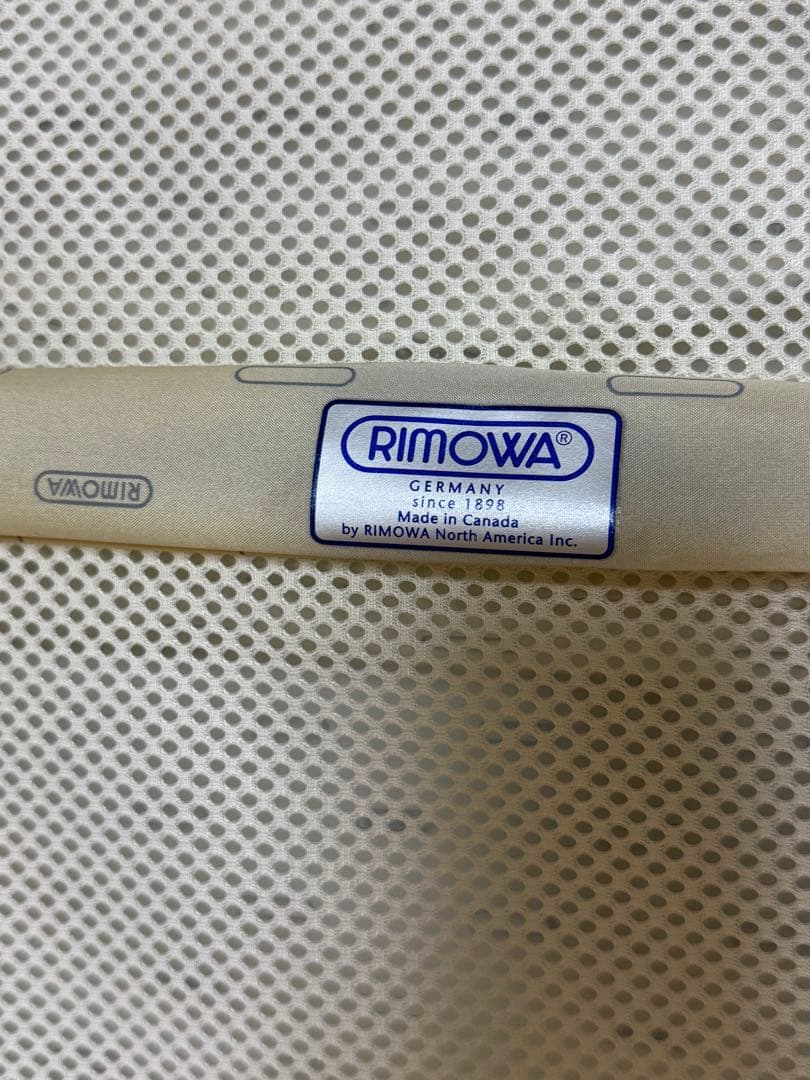 RIMOWA®
GERMANY
since 1898
Made in Canada
by RIMOWA North America Inc.
RIMOWA